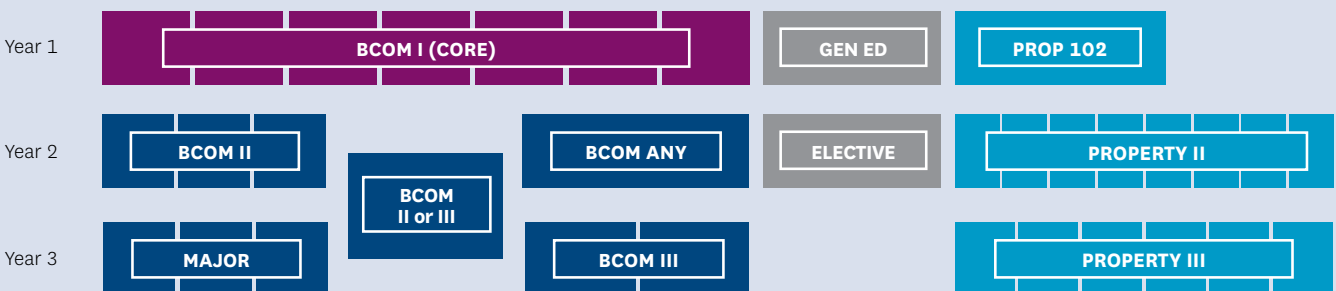 Year 1
BCOM I (CORE)
GEN ED
PROP 102
Year 2
BCOM II
BCOM
II or III
BCOM ANY
ELECTIVE
PROPERTY II
Year 3
MAJOR
BCOM III
PROPERTY III